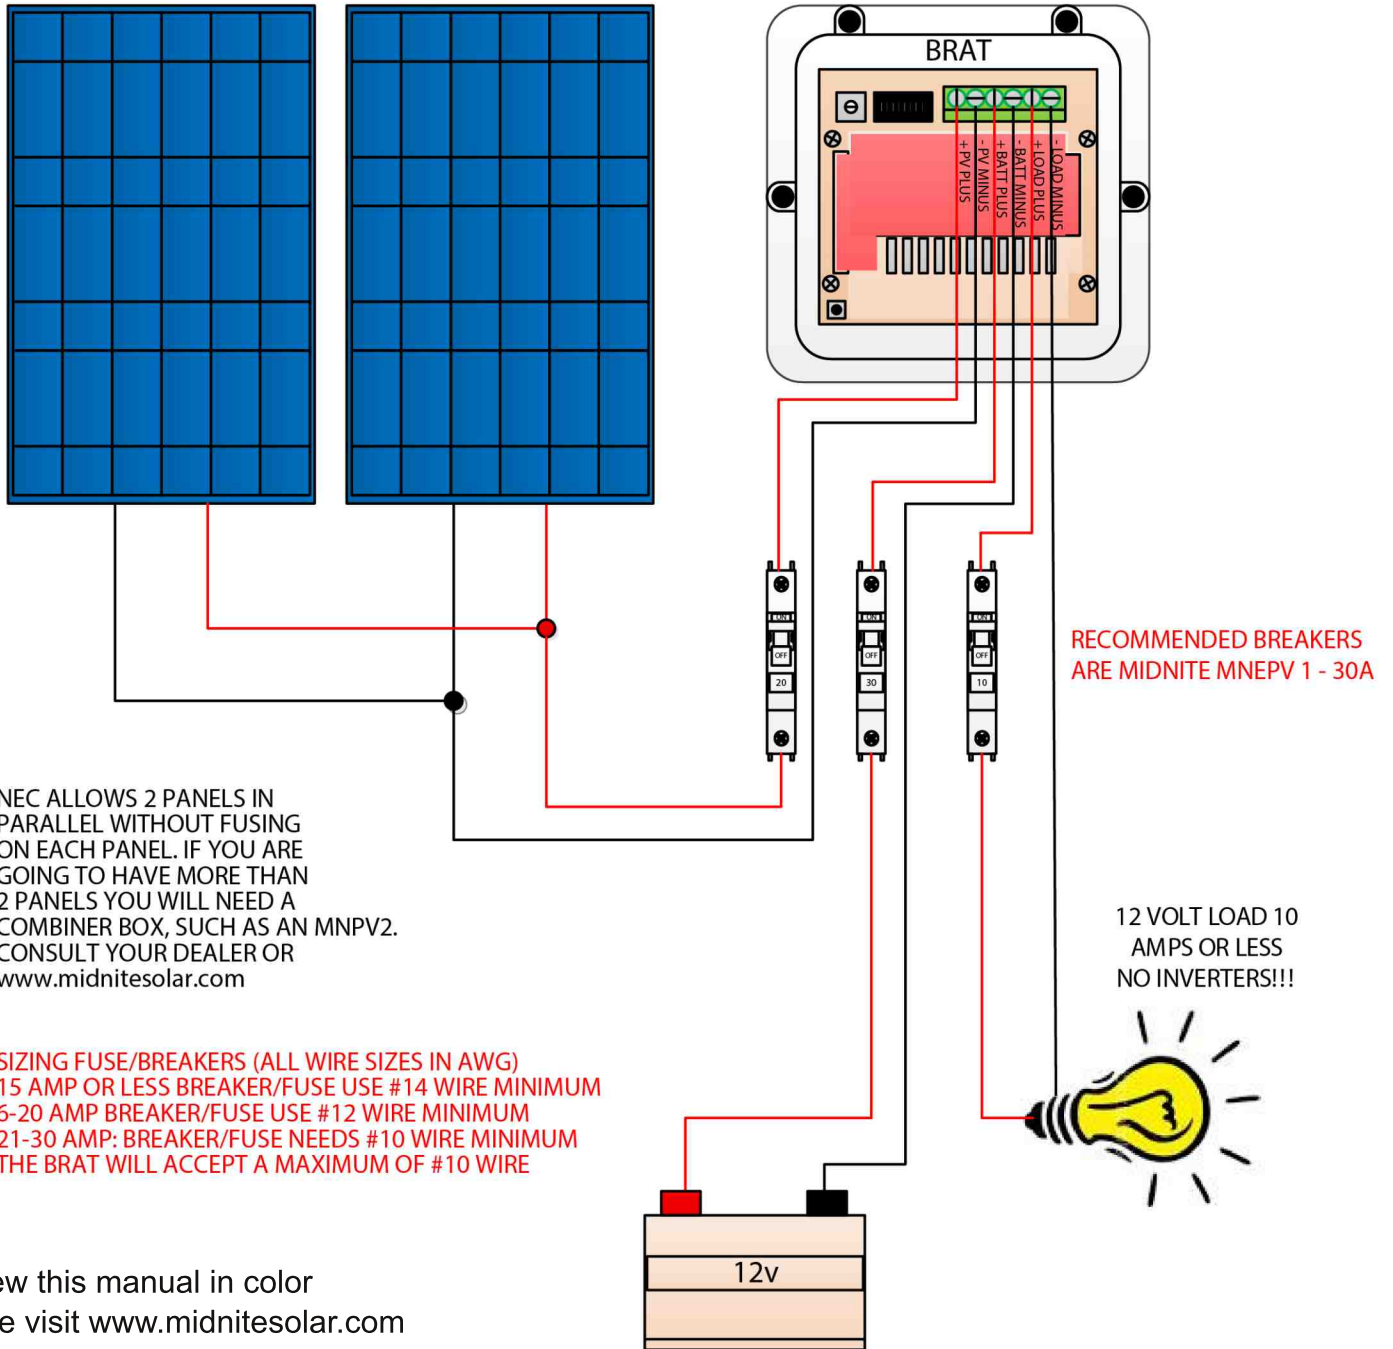 BRAT
+ PV PLUS
- PV MINUS
+ BATT PLUS
- BATT MINUS
+ LOAD PLUS
- LOAD MINUS
ON
OFF
20
ON
OFF
30
ON
OFF
10
RECOMMENDED BREAKERS
ARE MIDNITE MNEPV 1 - 30A
NEC ALLOWS 2 PANELS IN
PARALLEL WITHOUT FUSING
ON EACH PANEL. IF YOU ARE
GOING TO HAVE MORE THAN
2 PANELS YOU WILL NEED A
COMBINER BOX, SUCH AS AN MNPV2.
CONSULT YOUR DEALER OR
www.midnitesolar.com
12 VOLT LOAD 10
AMPS OR LESS
NO INVERTERS!!!
SIZING FUSE/BREAKERS (ALL WIRE SIZES IN AWG)
15 AMP OR LESS BREAKER/FUSE USE #14 WIRE MINIMUM
6-20 AMP BREAKER/FUSE USE #12 WIRE MINIMUM
21-30 AMP: BREAKER/FUSE NEEDS #10 WIRE MINIMUM
THE BRAT WILL ACCEPT A MAXIMUM OF #10 WIRE
12v
ew this manual in color
e visit www.midnitesolar.com